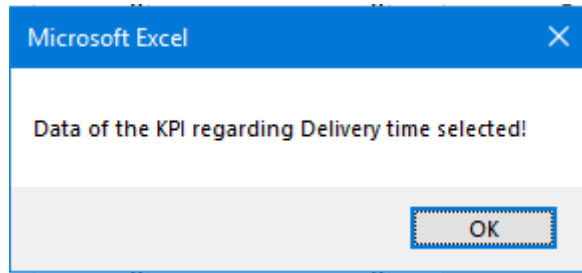 Microsoft Excel
Data of the KPI regarding Delivery time selected!
OK